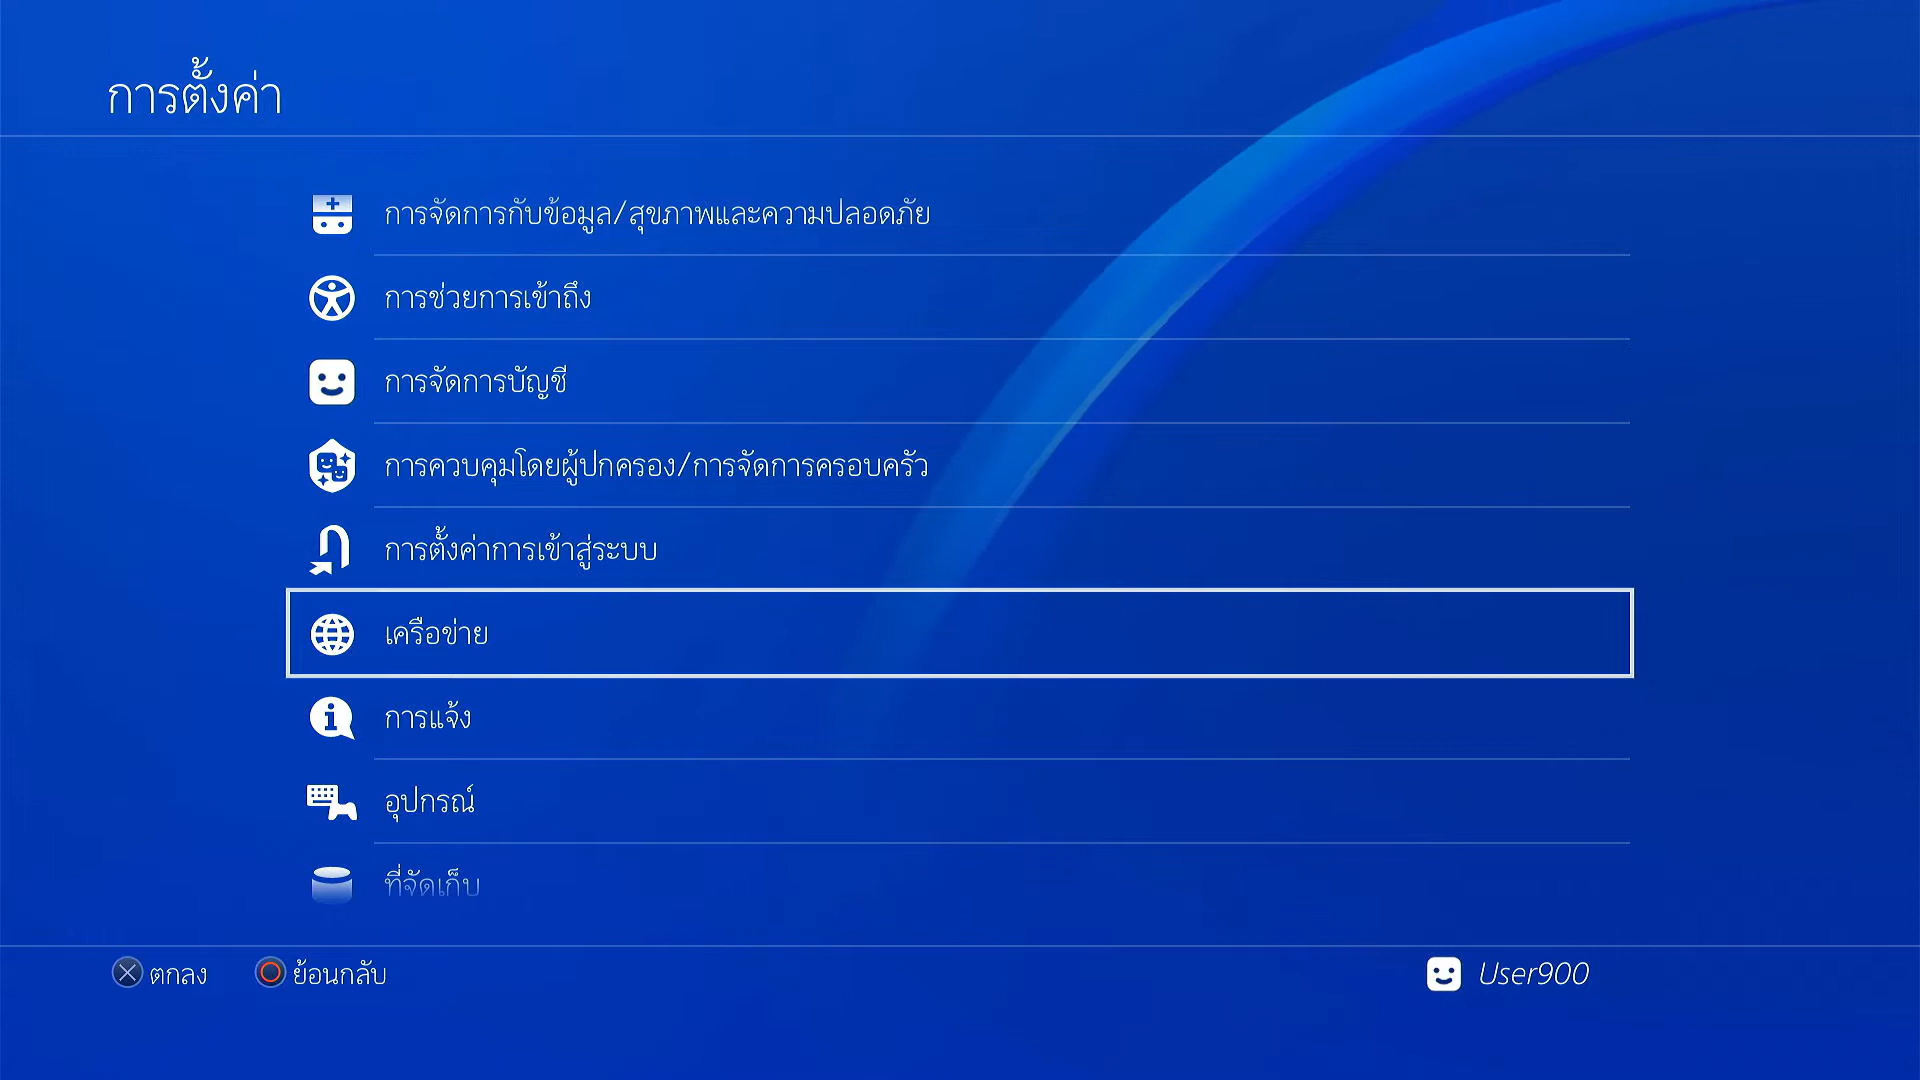 การตั้งค่า
การจัดการกับข้อมูล/สุขภาพและความปลอดภัย
การช่วยการเข้าถึง
การจัดการบัญชี
การควบคุมโดยผู้ปกครอง/การจัดการครอบครัว
การตั้งค่าการเข้าสู่ระบบ
เครือข่าย
การแจ้ง
อุปกรณ์
ที่จัดเก็บ
ตกลง ย้อนกลับ User900